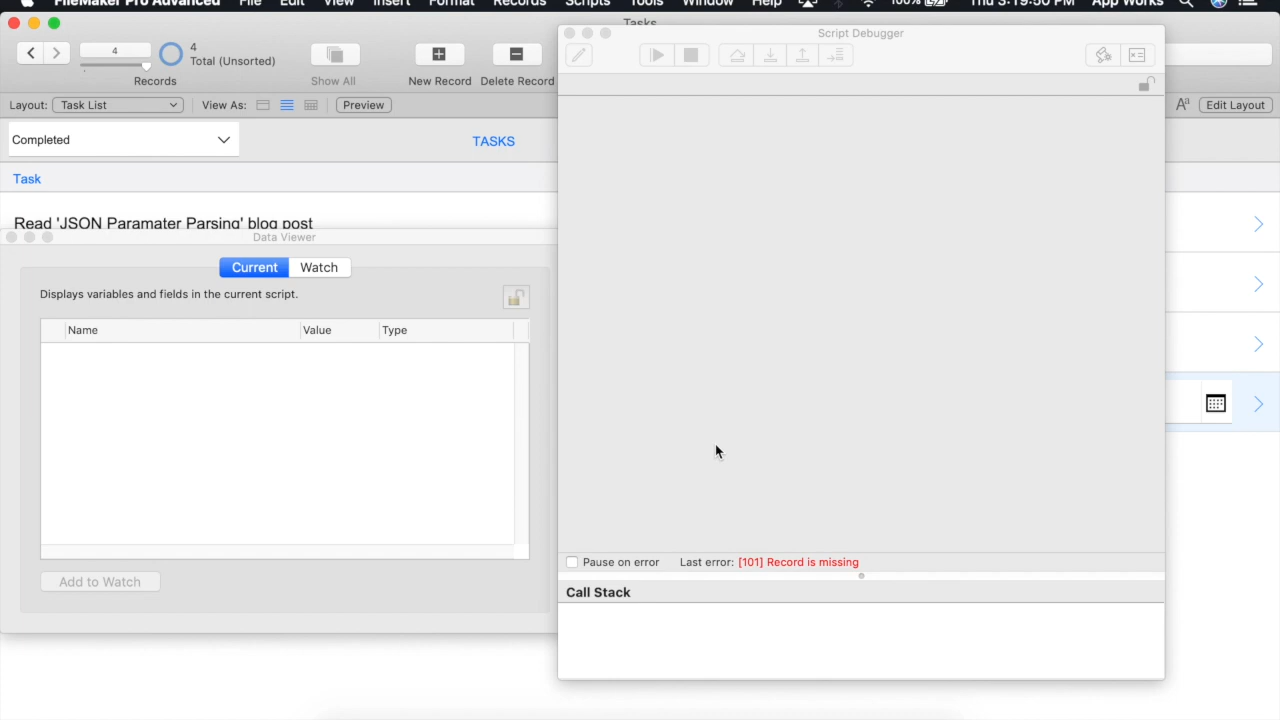 FileMaker Pro Advanced File Edit View Insert Format Records Scripts Tools Window Help 100% Thu 3:19:50 PM App Works
Tasks
4
4
Total (Unsorted)
Records
Show All
New Record
Delete Record
Layout:
Task List
View As:
Preview
Aa
Edit Layout
Completed
TASKS
Task
Read 'JSON Paramater Parsing' blog post
Data Viewer
Current
Watch
Displays variables and fields in the current script.
Name
Value
Type
Add to Watch
Script Debugger
Pause on error
Last error: [101] Record is missing
Call Stack